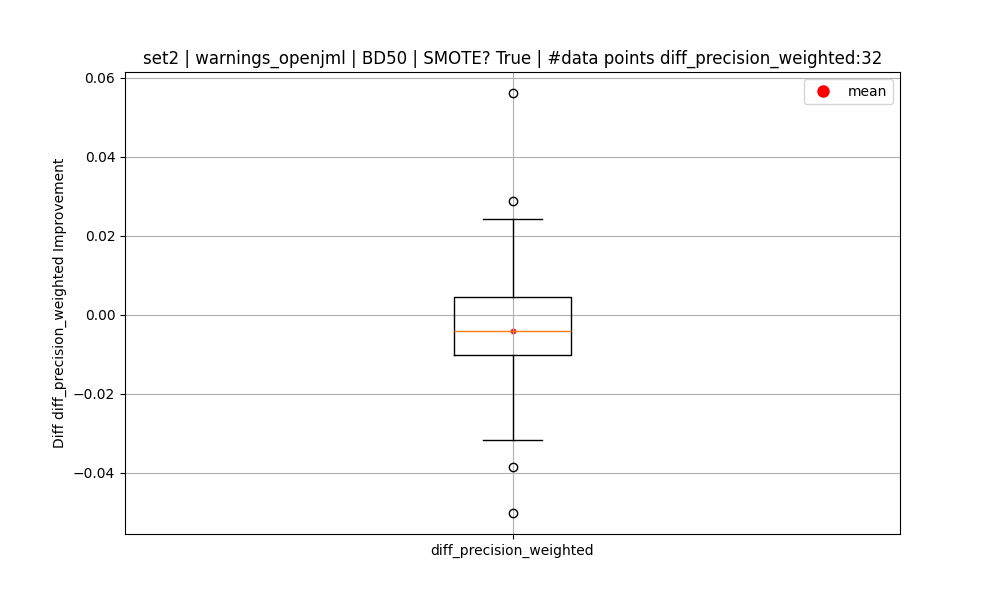 set2 | warnings_openjml | BD50 | SMOTE? True | #data points diff_precision_weighted:32
mean
Diff diff_precision_weighted Improvement
0.06
0.04
0.02
0.00
−0.02
−0.04
diff_precision_weighted